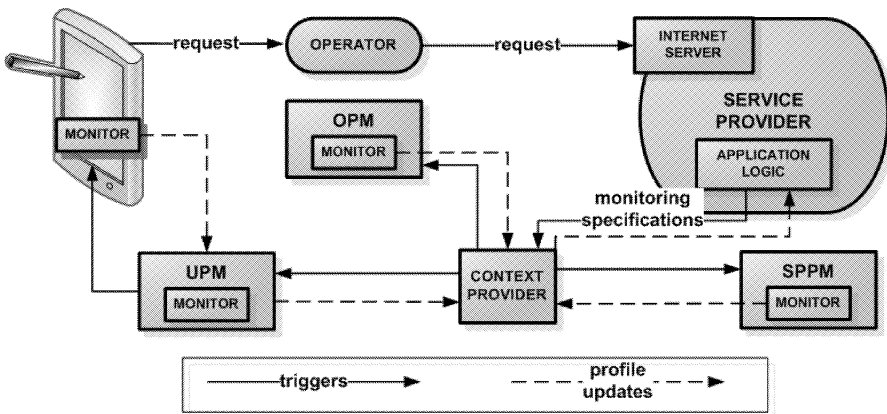 request
OPERATOR
request
INTERNET
SERVER
SERVICE
PROVIDER
MONITOR
OPM
MONITOR
APPLICATION
LOGIC
monitoring
specifications
UPM
MONITOR
CONTEXT
PROVIDER
SPPM
MONITOR
triggers
profile
updates